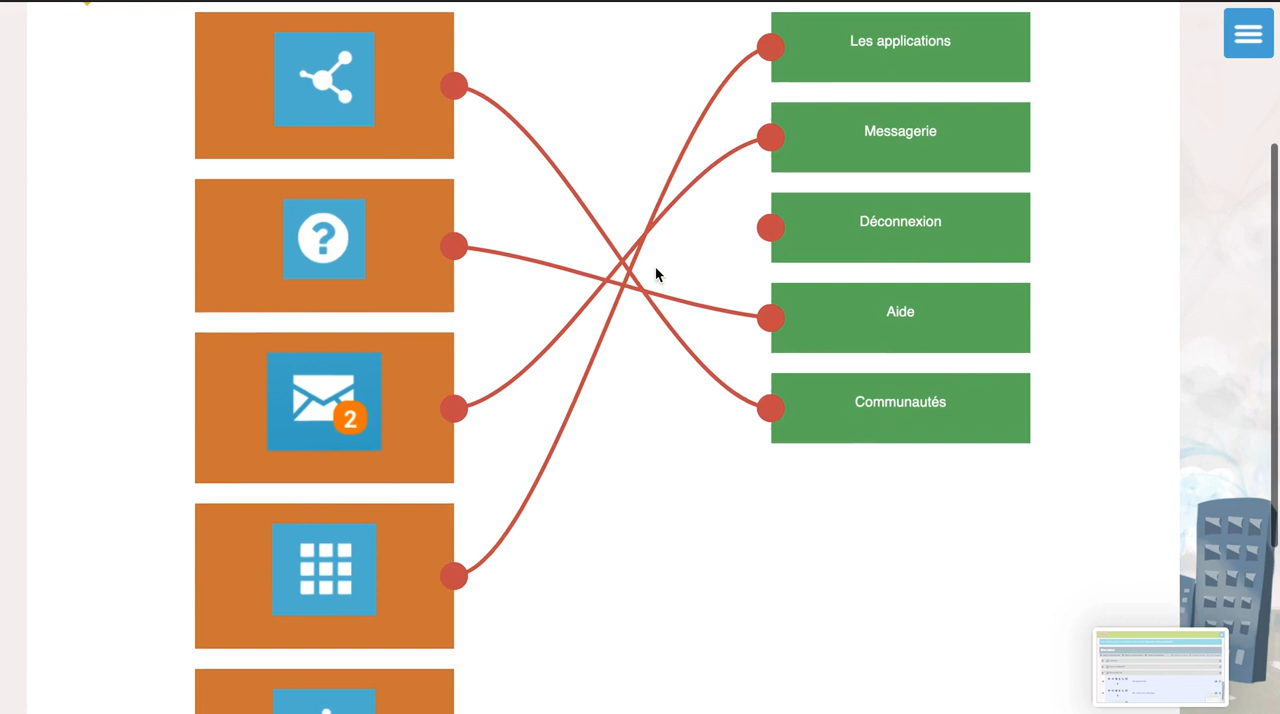 Les applications
Messagerie
Déconnexion
?
Aide
2
Communautés